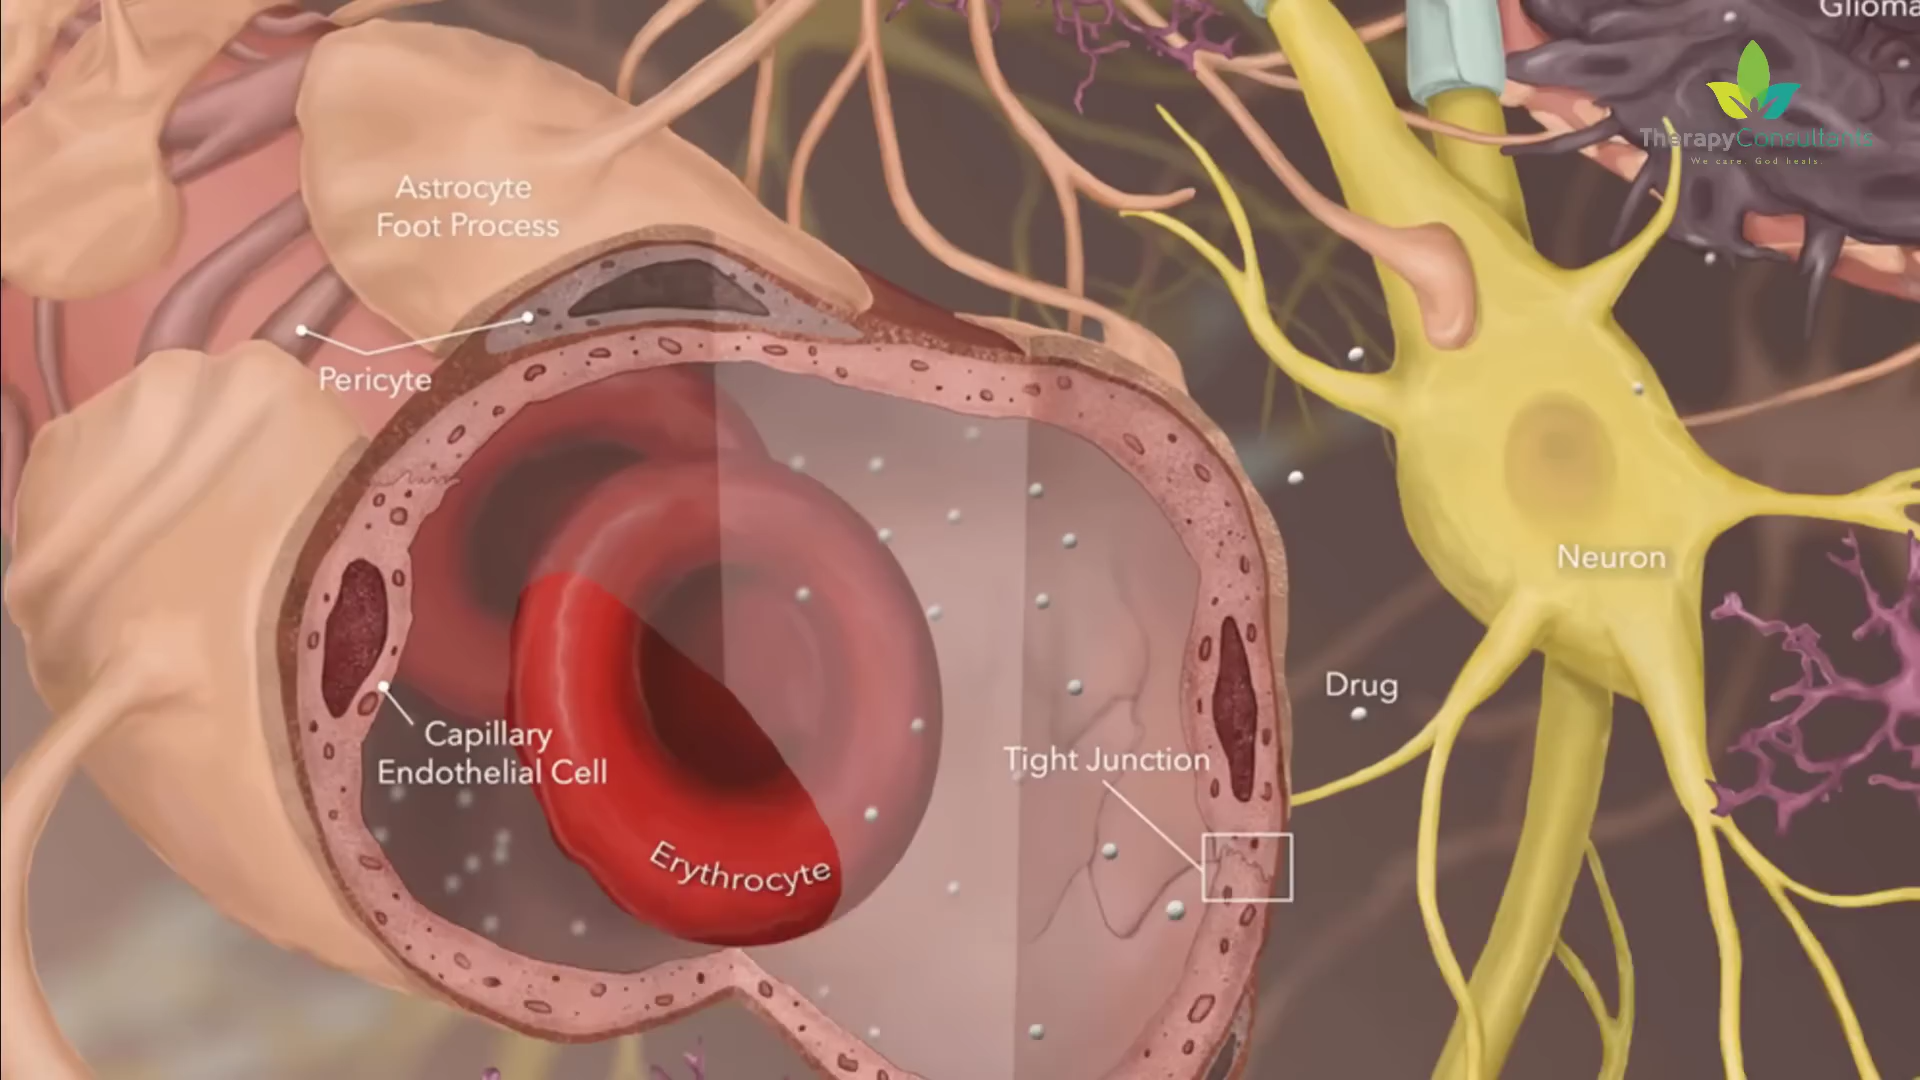 Glioma
TherapyConsultants
We care. God heals.
Astrocyte
Foot Process
Pericyte
Neuron
Drug
Capillary
Endothelial Cell
Tight Junction
Erythrocyte